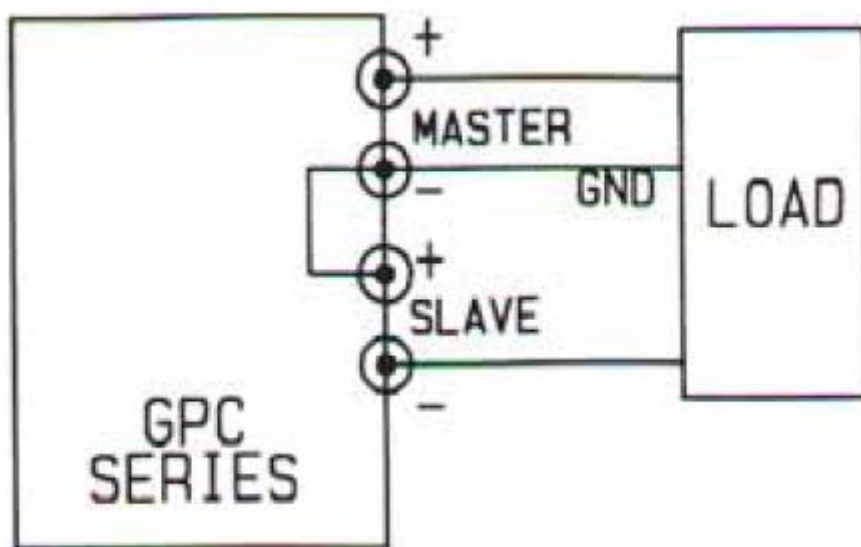 +
MASTER
-
GND
LOAD
+
SLAVE
-
GPC
SERIES